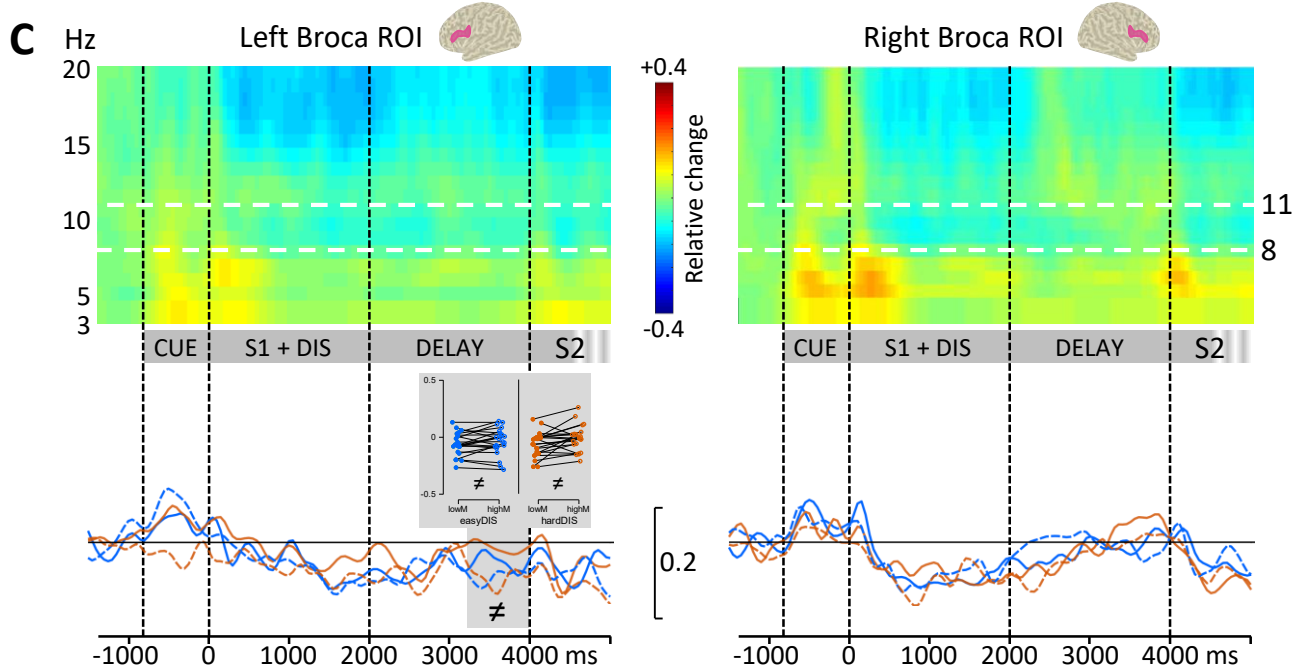 C
Hz
Left Broca ROI
Right Broca ROI
20
15
10
5
3
+0.4
Relative change
-0.4
11
8
CUE
S1 + DIS
DELAY
S2
CUE
S1 + DIS
DELAY
S2
0.5
0
-0.5
≠
≠
lowM
highM
lowM
highM
easyDIS
hardDIS
≠
0.2
-1000
0
1000
2000
3000
4000 ms
-1000
0
1000
2000
3000
4000 ms